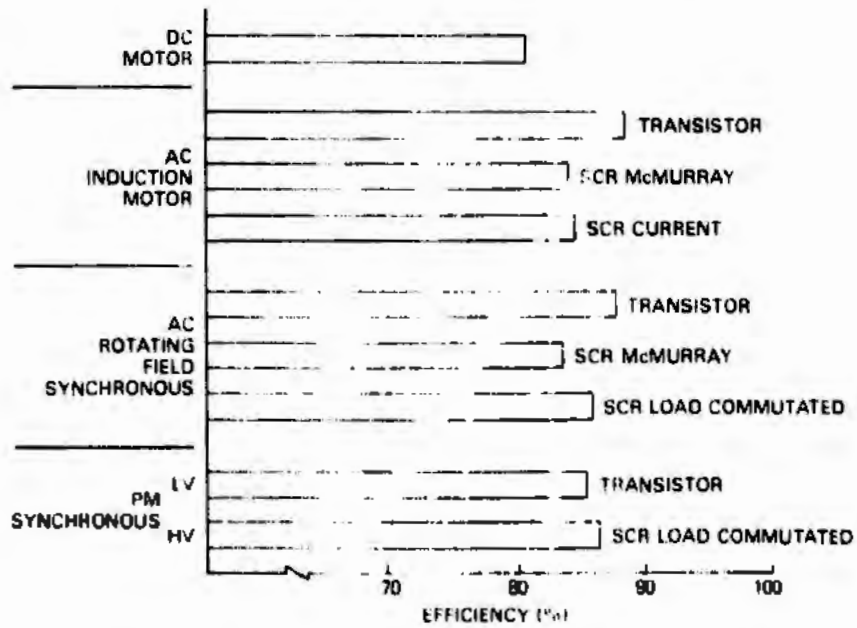 DC
MOTOR
TRANSISTOR
AC
INDUCTION
MOTOR
SCR McMURRAY
SCR CURRENT
TRANSISTOR
AC
ROTATING
FIELD
SYNCHRONOUS
SCR McMURRAY
SCR LOAD COMMUTATED
LV
TRANSISTOR
PM
SYNCHRONOUS
HV
SCR LOAD COMMUTATED
70 80 90 100
EFFICIENCY (%)